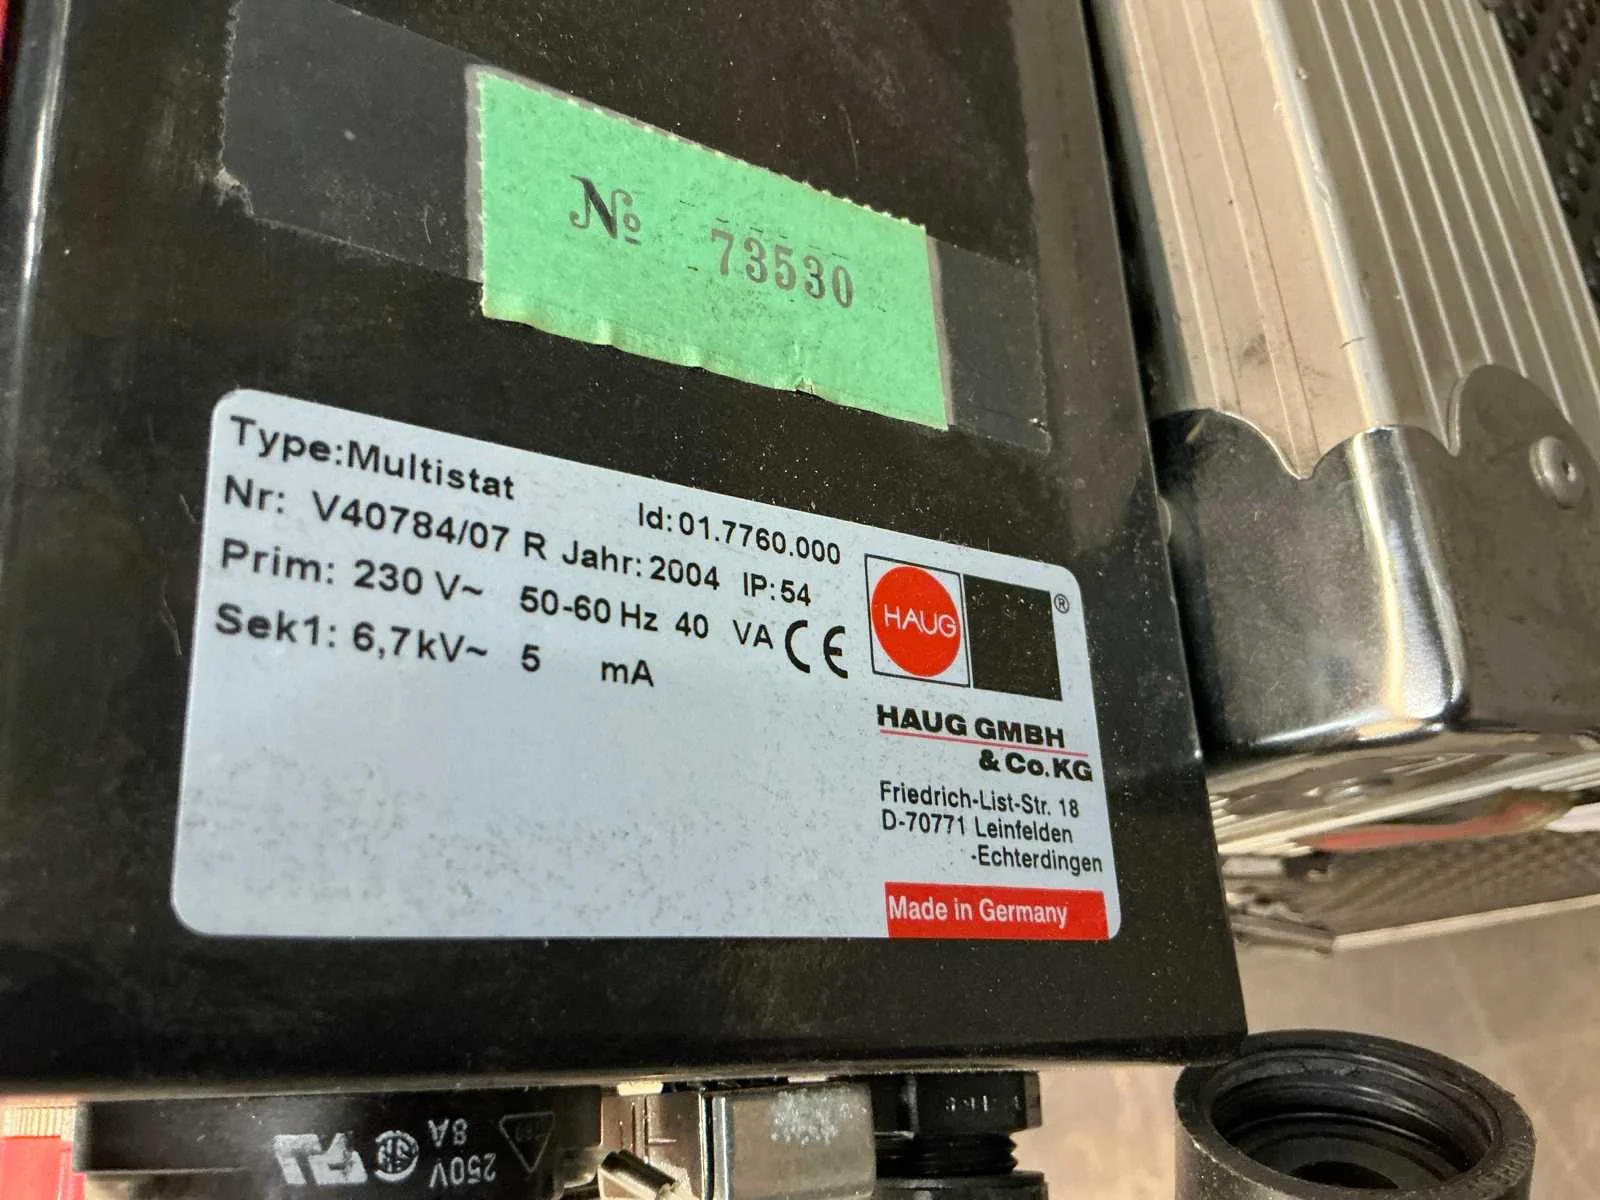 № 73530
Type:Multistat
Id:01.7760.000
Nr: V40784/07 R Jahr:2004 IP:54
Prim: 230 V~ 50-60 Hz 40 VA CE
Sek1: 6,7kV~ 5 mA
HAUG ®
HAUG GMBH
& Co.KG
Friedrich-List-Str. 18
D-70771 Leinfelden
-Echterdingen
Made in Germany
250V
8A